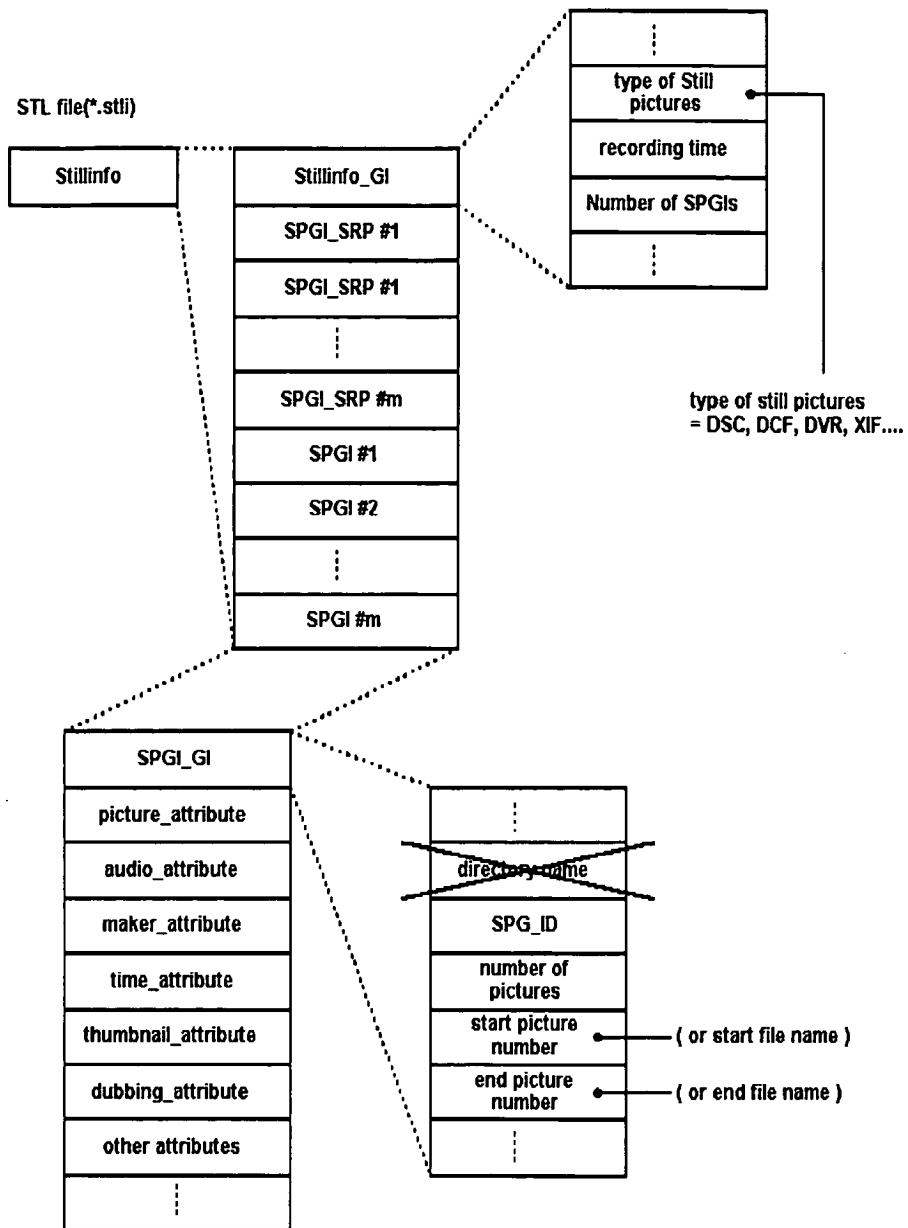 STL file(*.stli)
Stillinfo
Stillinfo_GI
SPGI_SRP #1
SPGI_SRP #1
SPGI_SRP #m
SPGI #1
SPGI #2
SPGI #m
type of Still
pictures
recording time
Number of SPGIs
type of still pictures
= DSC, DCF, DVR, XIF....
SPGI_GI
picture_attribute
audio_attribute
maker_attribute
time_attribute
thumbnail_attribute
dubbing_attribute
other attributes
directory name
SPG_ID
number of
pictures
start picture
number
( or start file name )
end picture
number
( or end file name )